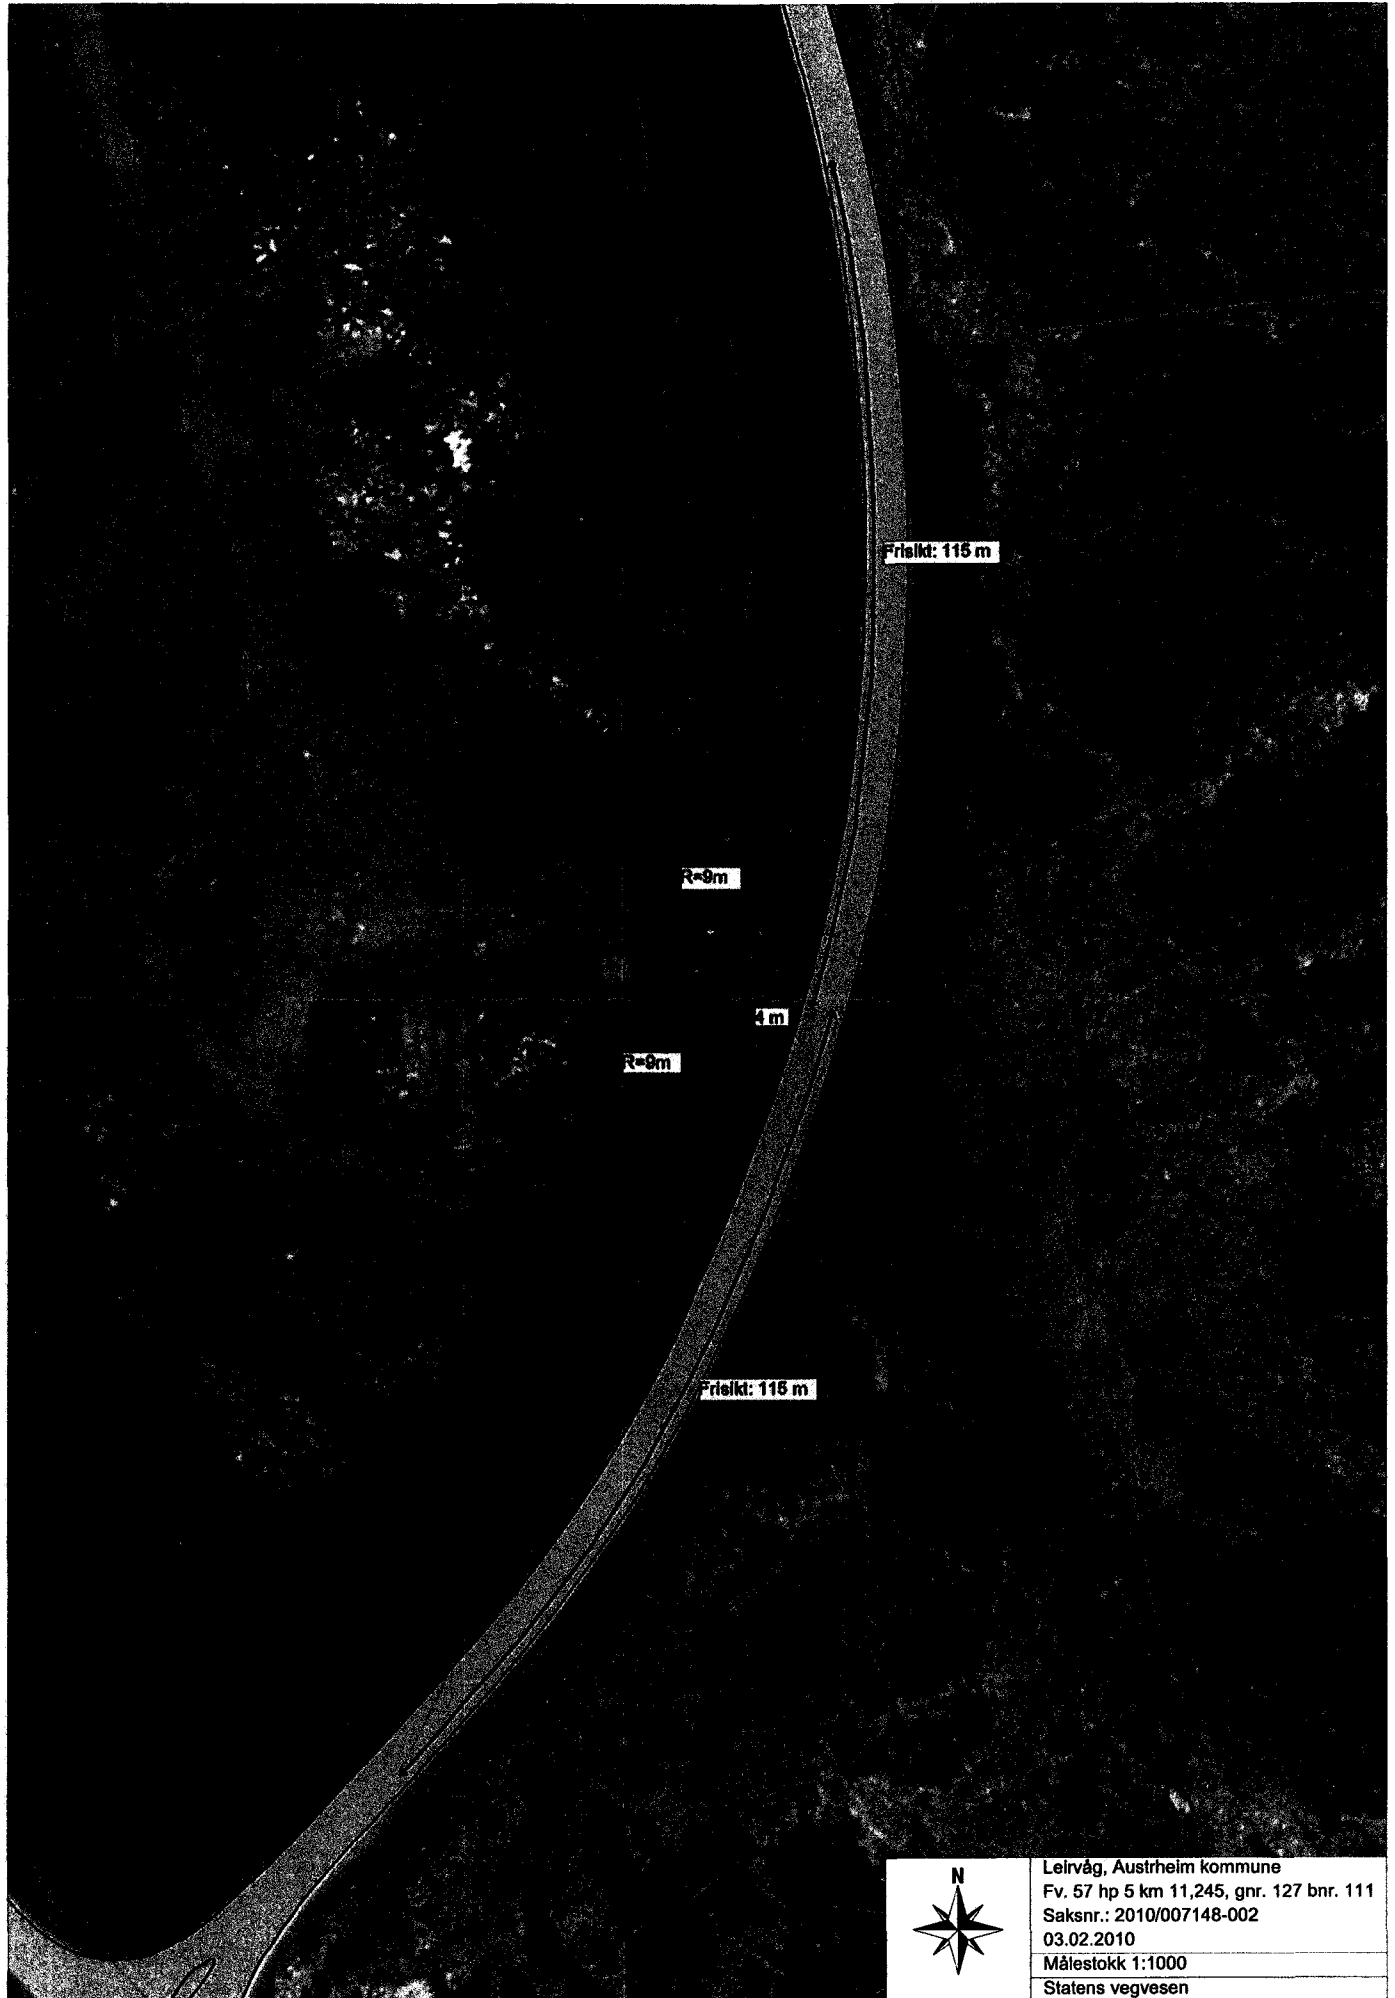 Frisikt: 115 m
R=9m
4 m
R=9m
Frisikt: 115 m
N
Leirvåg, Austrheim kommune
Fv. 57 hp 5 km 11,245, gnr. 127 bnr. 111
Saksnr.: 2010/007148-002
03.02.2010
Målestokk 1:1000
Statens vegvesen